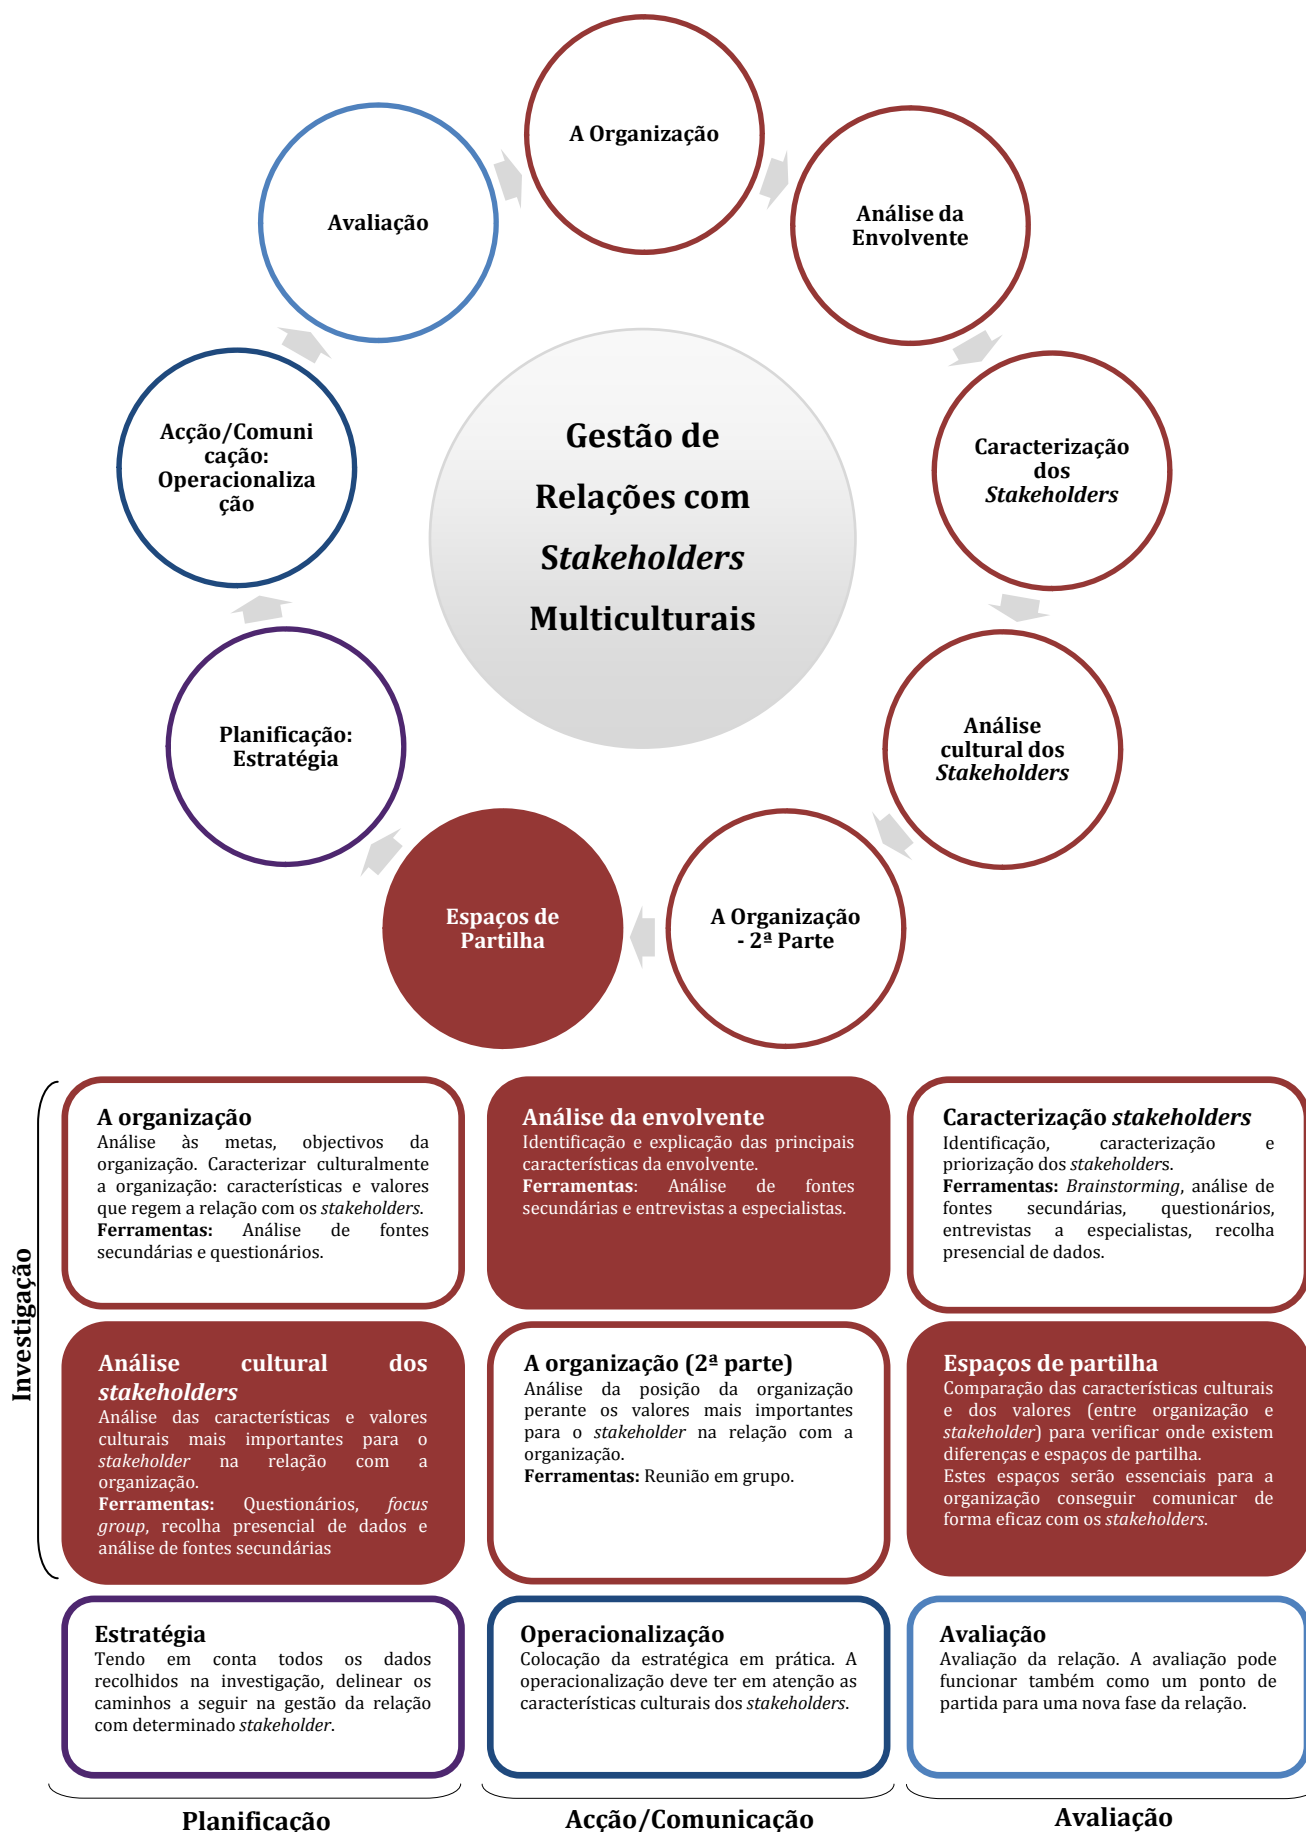 A Organização
Análise da
Envolvente
Caracterização
dos
Stakeholders
Análise
cultural dos
Stakeholders
A Organização
- 2ª Parte
Espaços de
Partilha
Planificação:
Estratégia
Acção/Comuni
cação:
Operacionaliza
ção
Avaliação
Gestão de
Relações com
Stakeholders
Multiculturais
Investigação
A organização
Análise às metas, objectivos da
organização. Caracterizar culturalmente
a organização: características e valores
que regem a relação com os stakeholders.
Ferramentas: Análise de fontes
secundárias e questionários.
Análise da envolvente
Identificação e explicação das principais
características da envolvente.
Ferramentas: Análise de fontes
secundárias e entrevistas a especialistas.
Caracterização stakeholders
Identificação, caracterização e
priorização dos stakeholders.
Ferramentas: Brainstorming, análise de
fontes secundárias, questionários,
entrevistas a especialistas, recolha
presencial de dados.
Análise cultural dos
stakeholders
Análise das características e valores
culturais mais importantes para o
stakeholder na relação com a
organização.
Ferramentas: Questionários, focus
group, recolha presencial de dados e
análise de fontes secundárias
A organização (2ª parte)
Análise da posição da organização
perante os valores mais importantes
para o stakeholder na relação com a
organização.
Ferramentas: Reunião em grupo.
Espaços de partilha
Comparação das características culturais
e dos valores (entre organização e
stakeholder) para verificar onde existem
diferenças e espaços de partilha.
Estes espaços serão essenciais para a
organização conseguir comunicar de
forma eficaz com os stakeholders.
Estratégia
Tendo em conta todos os dados
recolhidos na investigação, delinear os
caminhos a seguir na gestão da relação
com determinado stakeholder.
Operacionalização
Colocação da estratégica em prática. A
operacionalização deve ter em atenção as
características culturais dos stakeholders.
Avaliação
Avaliação da relação. A avaliação pode
funcionar também como um ponto de
partida para uma nova fase da relação.
Planificação
Acção/Comunicação
Avaliação